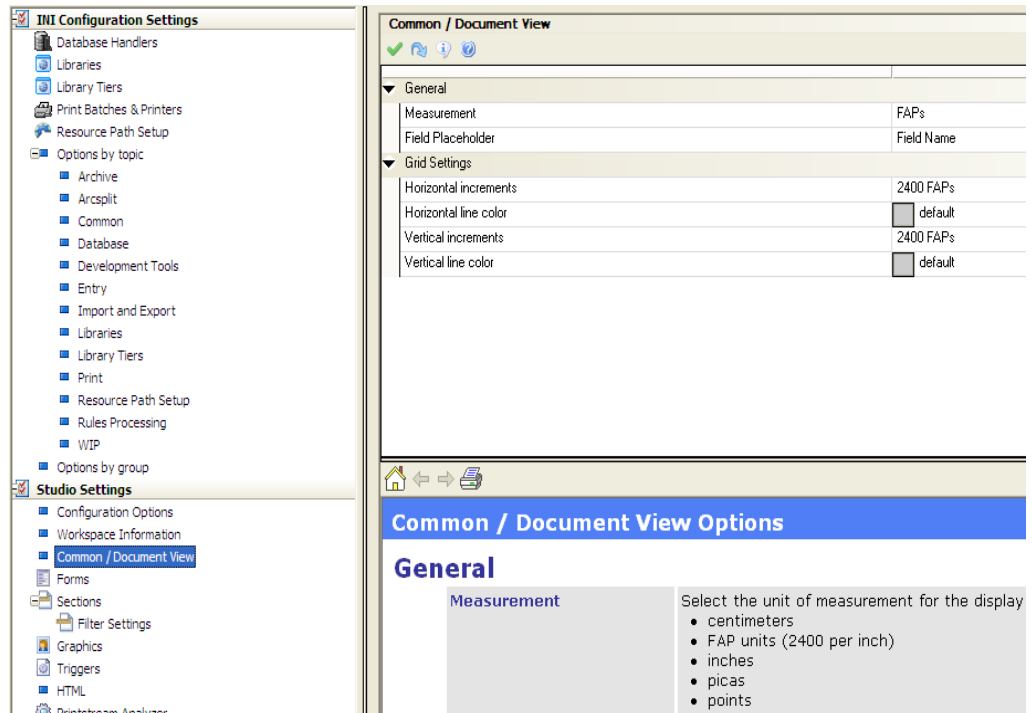 INI Configuration Settings
Database Handlers
Libraries
Library Tiers
Print Batches & Printers
Resource Path Setup
Options by topic
Archive
Arcsplit
Common
Database
Development Tools
Entry
Import and Export
Libraries
Library Tiers
Print
Resource Path Setup
Rules Processing
WIP
Options by group
Studio Settings
Configuration Options
Workspace Information
Common / Document View
Forms
Sections
Filter Settings
Graphics
Triggers
HTML
Printstream Analyzer
Common / Document View
General
Measurement FAPs
Field Placeholder Field Name
Grid Settings
Horizontal increments 2400 FAPs
Horizontal line color default
Vertical increments 2400 FAPs
Vertical line color default
Common / Document View Options
General
Measurement Select the unit of measurement for the display
• centimeters
• FAP units (2400 per inch)
• inches
• picas
• points